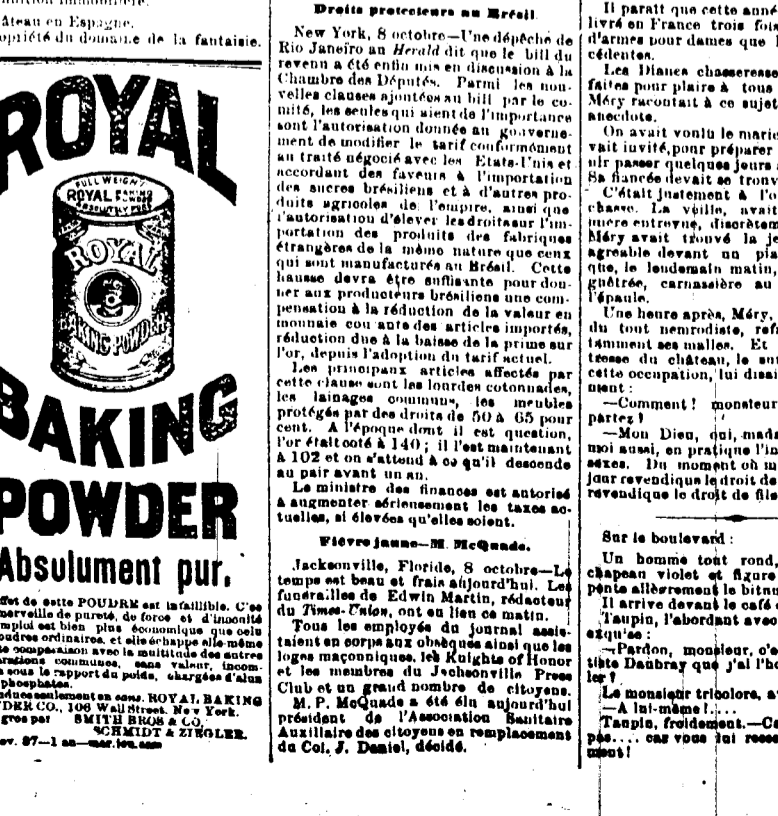 âteau en Espagne.
opriété du domaine de la fantaisie.
ROYAL
FULL WEIGHT
ROYAL BAKING POWDER
ABSOLUTELY PURE
ROYAL
BAKING POWDER
BAKING
POWDER
Absolument pur.
ffet de cette POUDRE est infaillible. C'es
merveille de pureté, de force et d'innocuité
mploi est bien plus économique que celu
oudres ordinaires, et elle échappe elle-même
te comparaison avec la multitude des autres
arations communes, sans valeur, incom-
s sous le rapport du poids, chargées d'alun
phosphates.
ndues seulement en cans. ROYAL BAKING
DER CO., 106 Wall Street, New York.
gros par SMITH BROS & CO,
SCHMIDT & ZIEGLER.
ov. 87—1 an—mar.jeu.sam
Droits protecteurs au Brésil.
New York, 8 octobre—Une dépêche de
Rio Janeiro au Herald dit que le bill du
revenu a été enfin mis en discussion à la
Chambre des Députés. Parmi les nou-
velles clauses ajoutées au bill par le co-
mité, les seules qui aient de l'importance
sont l'autorisation donnée au gouverne-
ment de modifier le tarif conformément
au traité négocié avec les Etats-Unis et
accordant des faveurs à l'importation
des sucres brésiliens et à d'autres pro-
duits agricoles de l'empire, ainsi que
l'autorisation d'élever les droits sur l'im-
portation des produits des fabriques
étrangères de la même nature que ceux
qui sont manufacturés au Brésil. Cette
hausse devra être suffisante pour don-
ner aux producteurs brésiliens une com-
pensation à la réduction de la valeur en
monnaie courante des articles importés,
réduction due à la baisse de la prime sur
l'or, depuis l'adoption du tarif actuel.
Les principaux articles affectés par
cette clause sont les lourdes cotonnades,
les lainages communs, les meubles
protégés par des droits de 50 à 65 pour
cent. A l'époque dont il est question,
l'or était coté à 140 ; il l'est maintenant
à 102 et on s'attend à ce qu'il descende
au pair avant un an.
Le ministre des finances est autorisé
à augmenter sérieusement les taxes ac-
tuelles, si élevées qu'elles soient.
Fièvre jaune—M. McQuade.
Jacksonville, Floride, 8 octobre—Le
temps est beau et frais aujourd'hui. Les
funérailles de Edwin Martin, rédacteur
du Times-Union, ont eu lieu ce matin.
Tous les employés du journal assis-
taient en corps aux obsèques ainsi que les
loges maçonniques, les Knights of Honor
et les membres du Jacksonville Press
Club et un grand nombre de citoyens.
M. P. McQuade a été élu aujourd'hui
président de l'Association Sanitaire
Auxiliaire des citoyens en remplacement
du Col. J. Daniel, décidé.
Il paraît que cette anné
livré en France trois fois
d'armes pour dames que l
cédentes.
Les Dianes chasseresse
faites pour plaire à tous
Méry racontait à ce sujet
anecdote.
On avait voulu le marie
vait invité, pour préparer
nir passer quelques jours
Sa fiancée devait se trouv
C'était justement à l'o
chasse. La veille, avait
mière entrevue, discrètem
Méry avait trouvé la je
agréable devant un pia
que, le lendemain matin,
guêtrée, carnassière au
l'épaule.
Une heure après, Méry,
du tout nemrodiste, refa
tamment ses malles. Et
tresse du château, le sur
cette occupation, lui disai
ment :
—Comment ! monsieur
partez !
—Mon Dieu, oui, mada
moi aussi, en pratique l'in
sexes. Du moment où m
jour revendique le droit de
revendique le droit de file
Sur le boulevard :
Un homme tout rond,
chapeau violet et figure
pente allègrement le bitu
Il arrive devant le café
Taupin, l'abordant avec
exquise :
—Pardon, monsieur, c'e
tiste Daubray que j'ai l'ho
ler ?
Le monsieur tricolore, a
—A lui-même !....
Taupin, froidement.—Ce
pas.... car vous lui resse
ment !